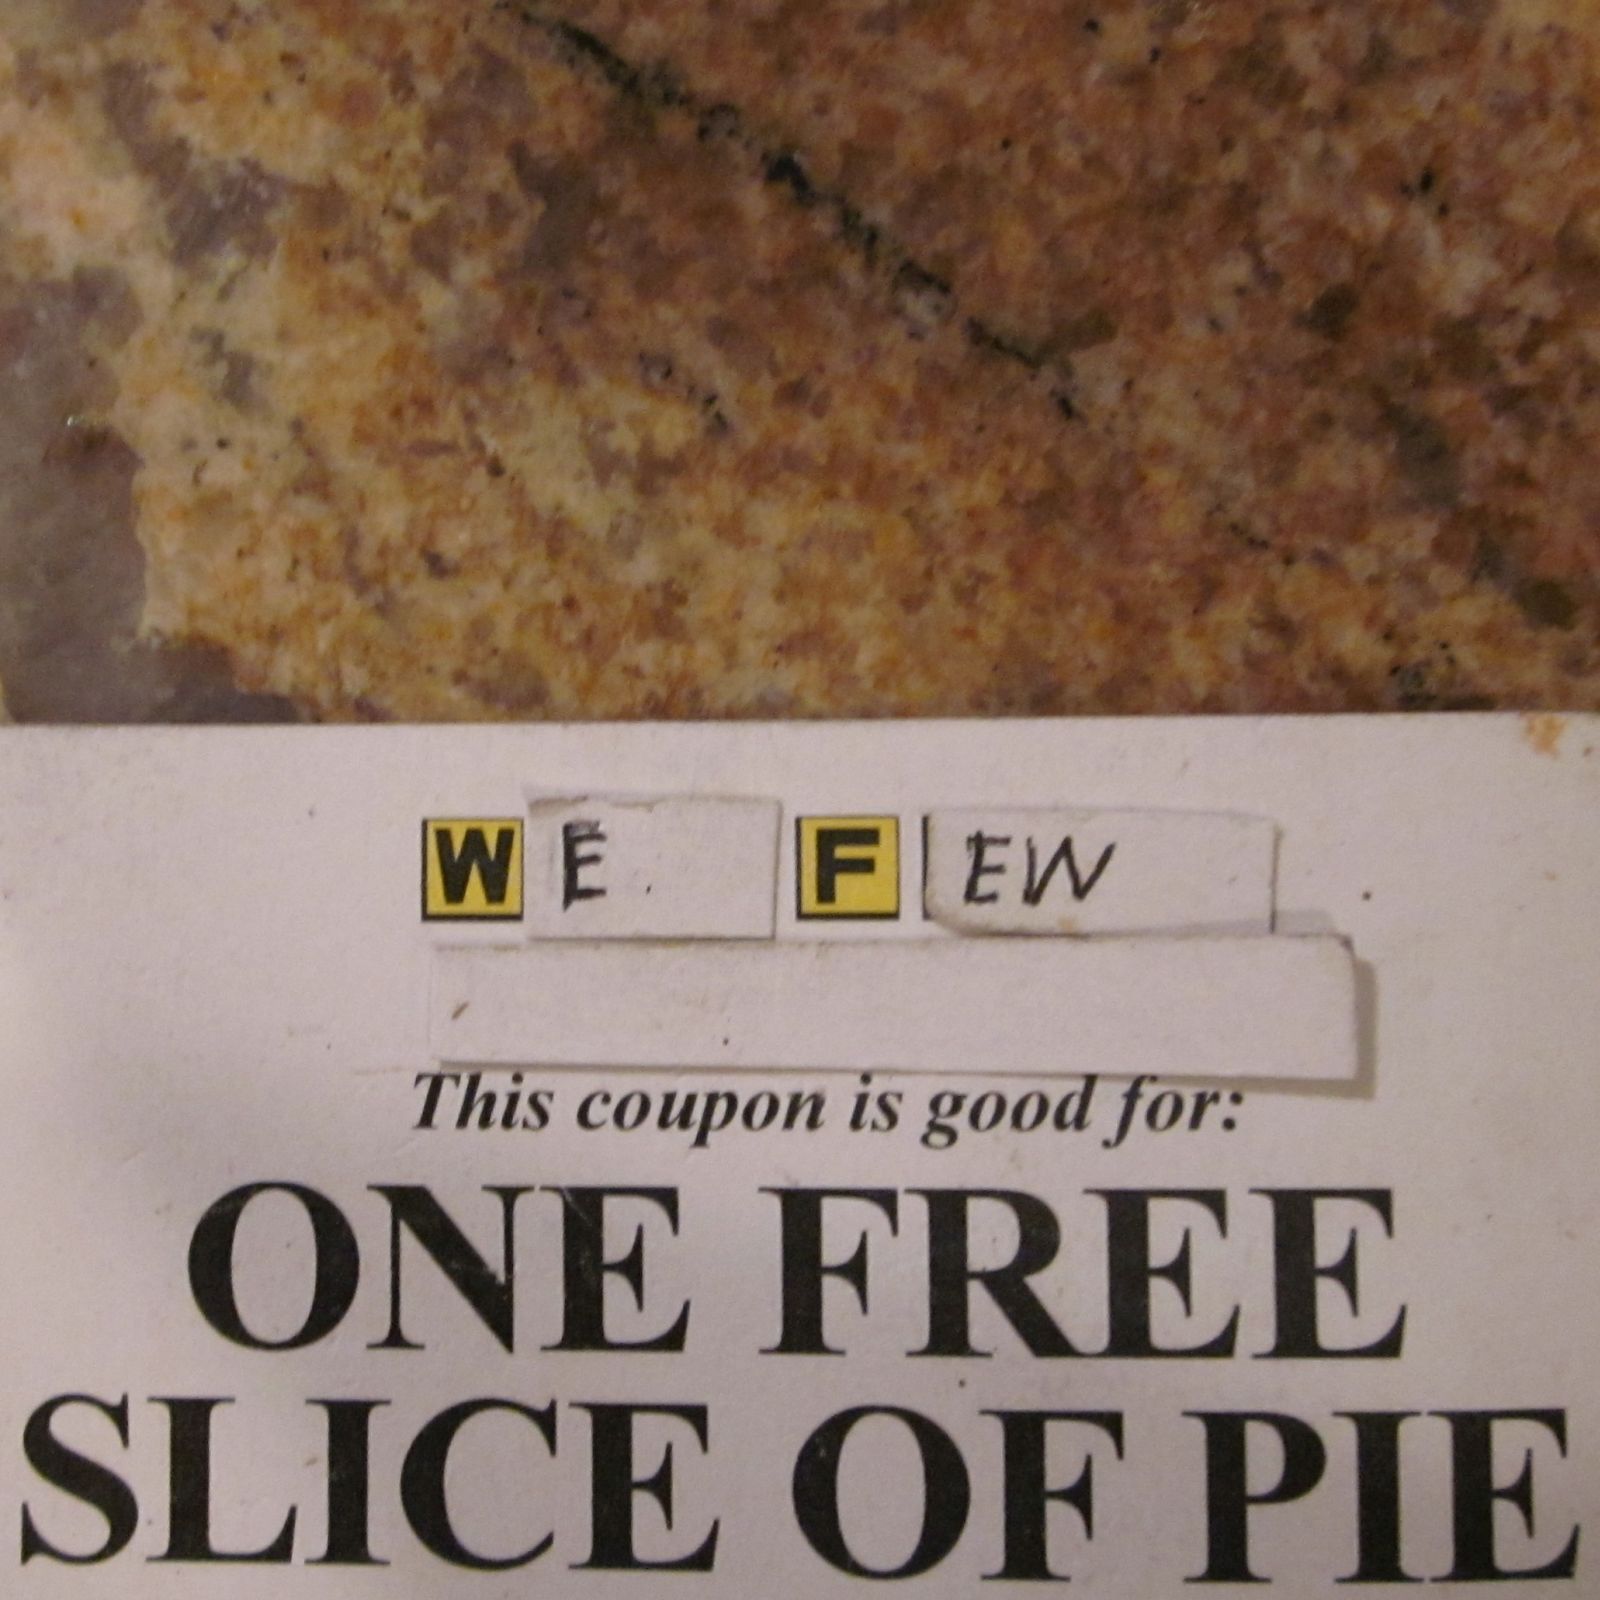 WE FEW
This coupon is good for:
ONE FREE
SLICE OF PIE